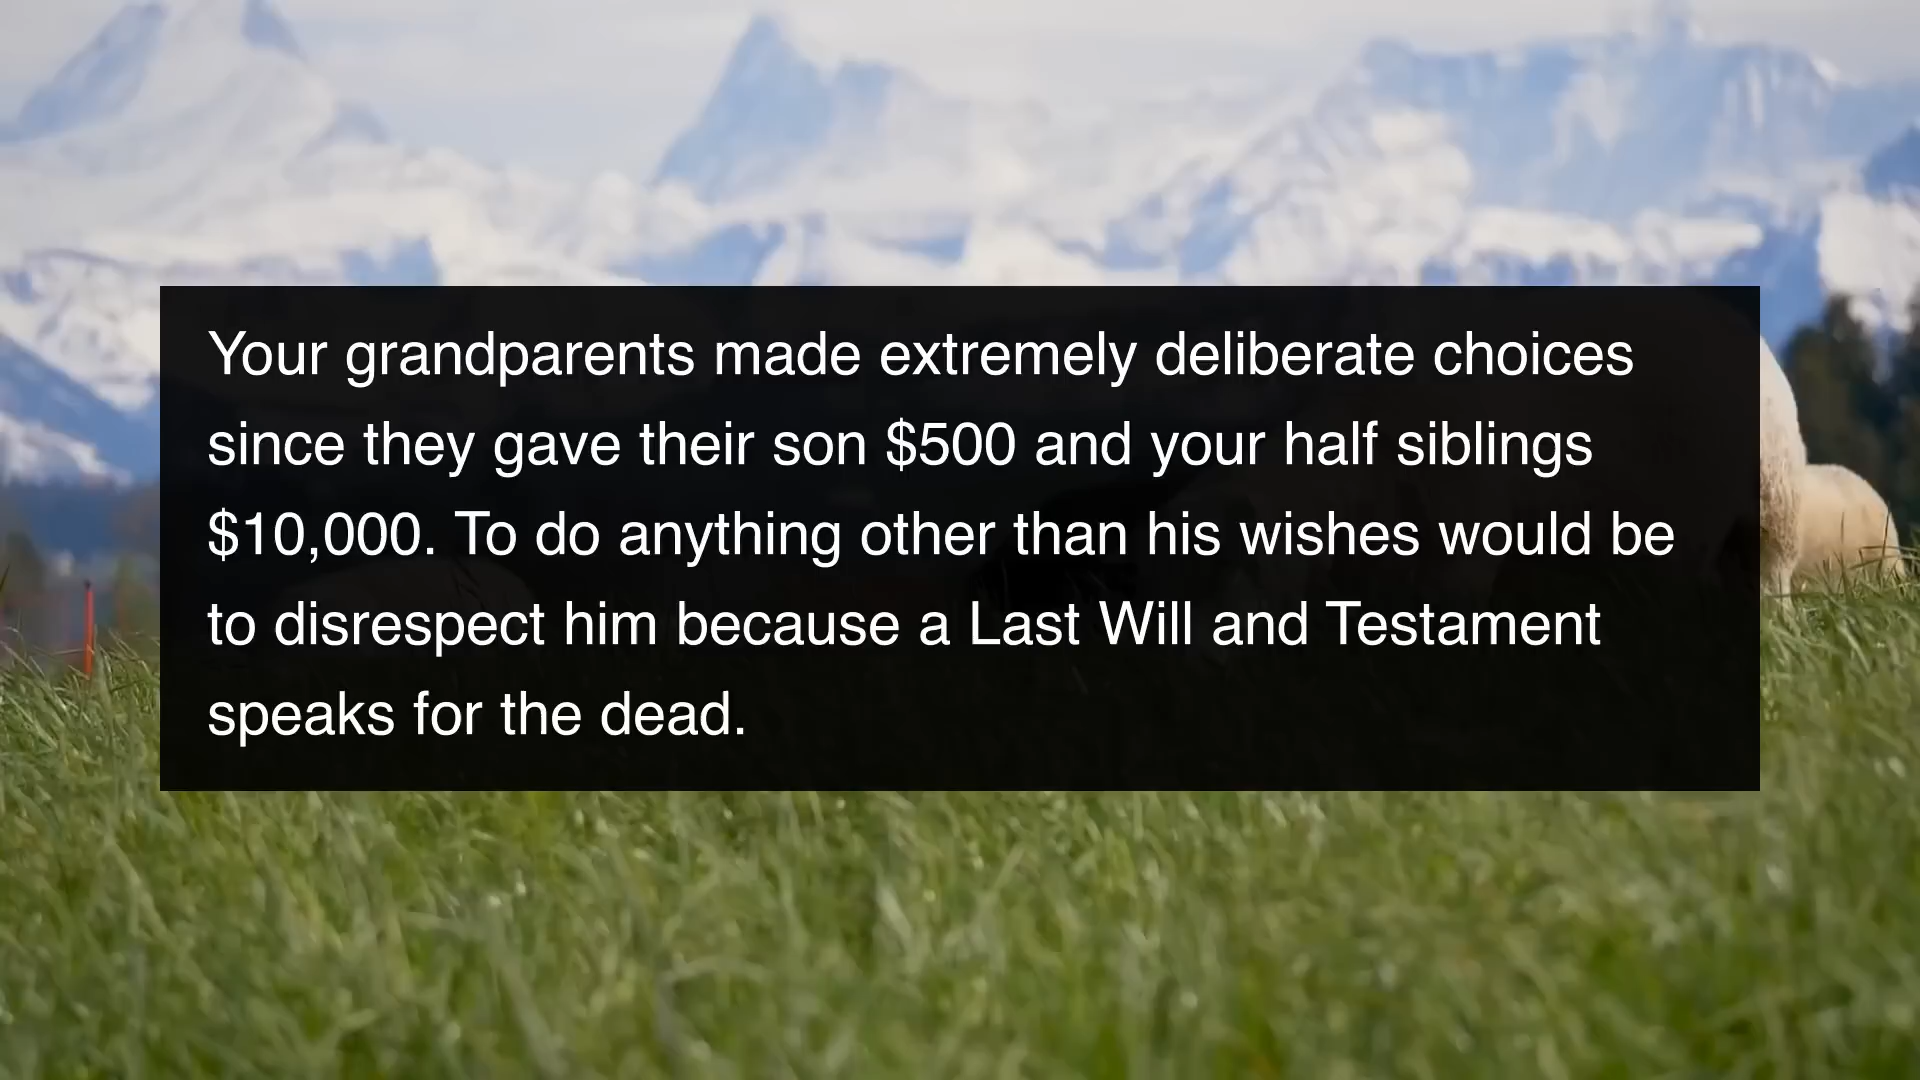 Your grandparents made extremely deliberate choices
since they gave their son $500 and your half siblings
$10,000. To do anything other than his wishes would be
to disrespect him because a Last Will and Testament
speaks for the dead.